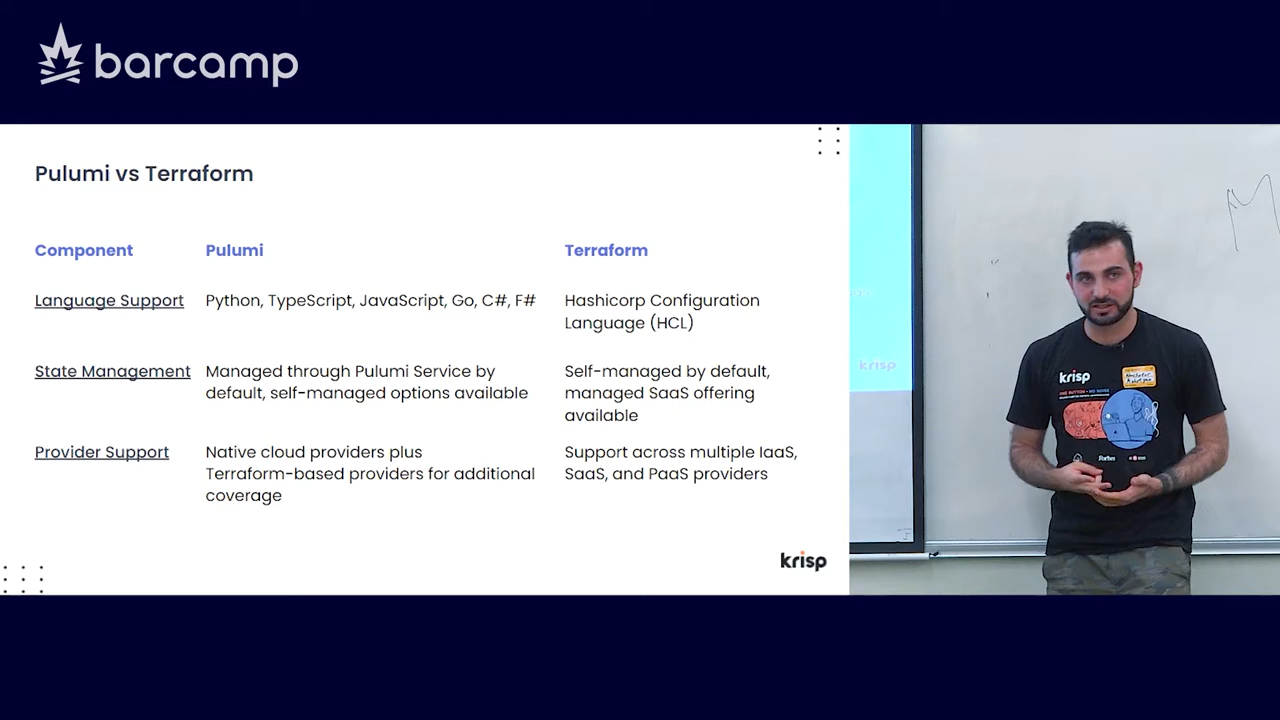 barcamp
Pulumi vs Terraform
Component Pulumi Terraform
Language Support Python, TypeScript, JavaScript, Go, C#, F# Hashicorp Configuration
Language (HCL)
State Management Managed through Pulumi Service by Self-managed by default,
default, self-managed options available managed SaaS offering
available
Provider Support Native cloud providers plus Support across multiple IaaS,
Terraform-based providers for additional SaaS, and PaaS providers
coverage
krisp
krisp
krisp
Forbes
M